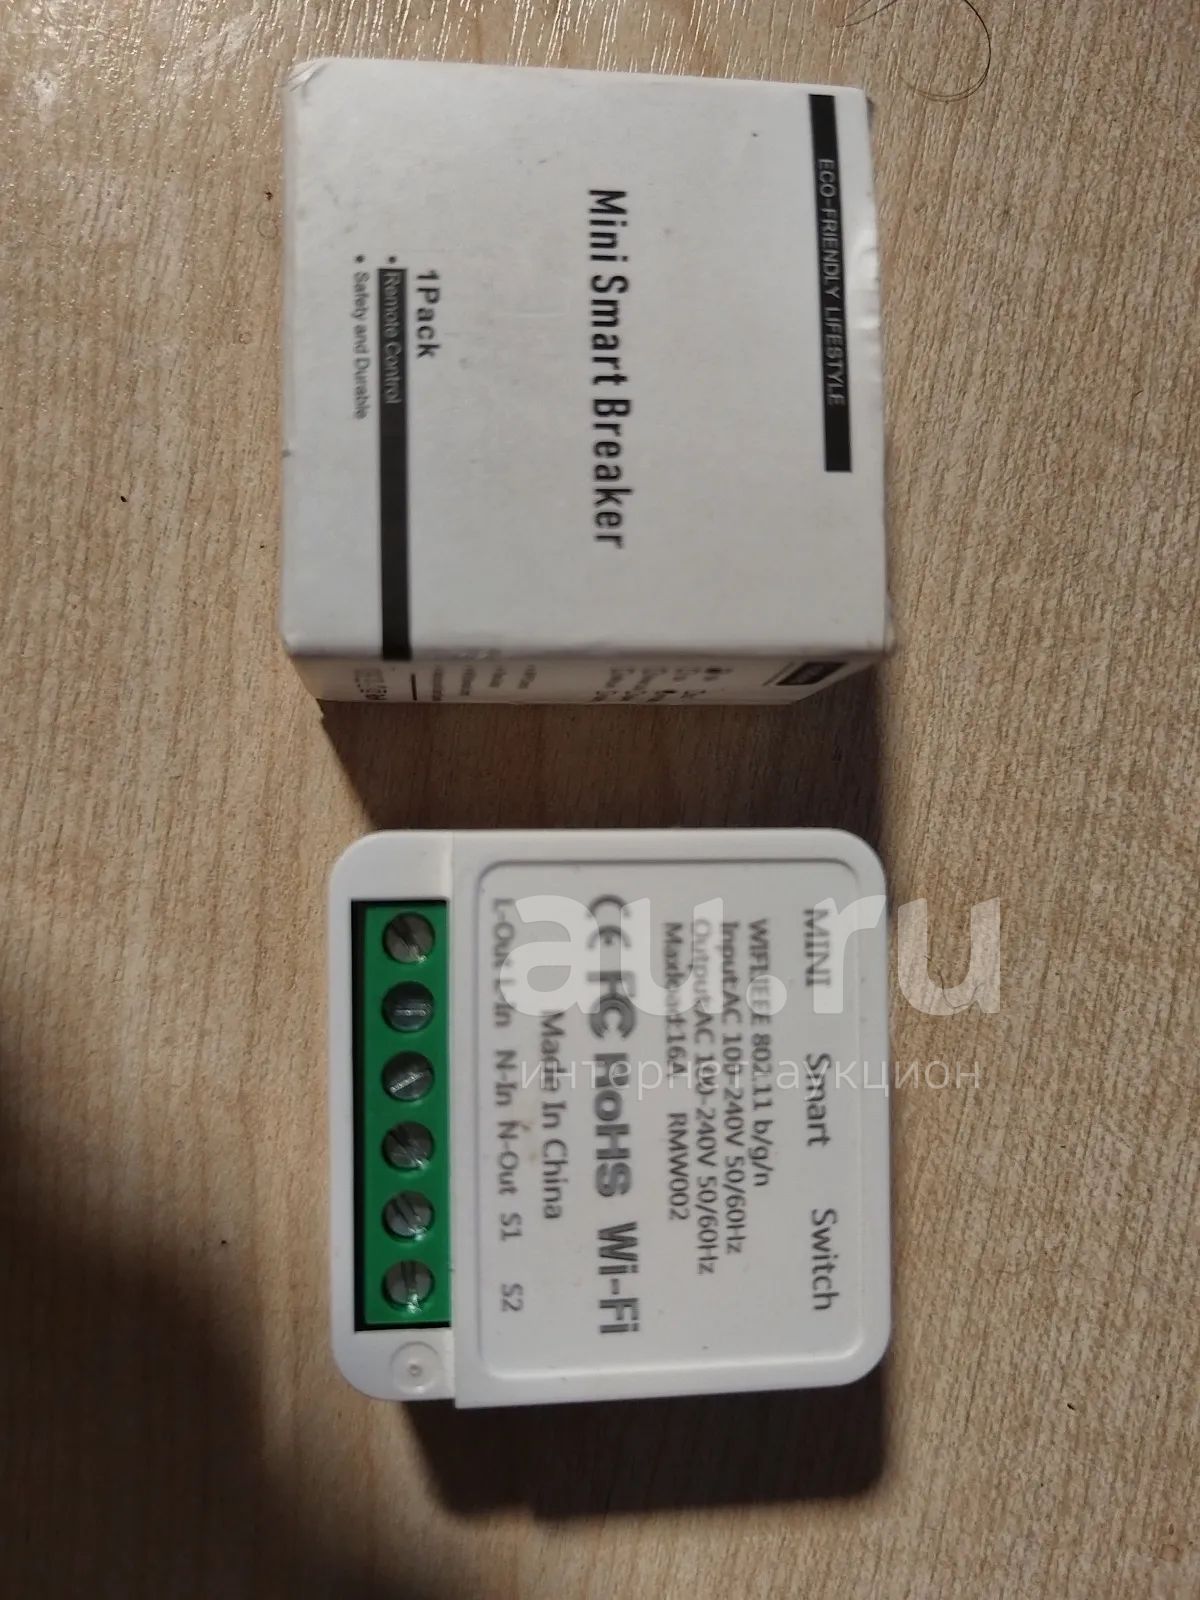 ECO-FRIENDLY LIFESTYLE
Mini Smart Breaker
1Pack
• Remote Control
• Safety and Durable
MINI Smart Switch
WIFI:IEEE 802.11 b/g/n
Input:AC 100-240V 50/60Hz
Output:AC 100-240V 50/60Hz
Maxload:16A RMW002
CE FC RoHS Wi-Fi
Made In China
L-Out L-In N-In N-Out S1 S2
au.ru
интернет аукцион